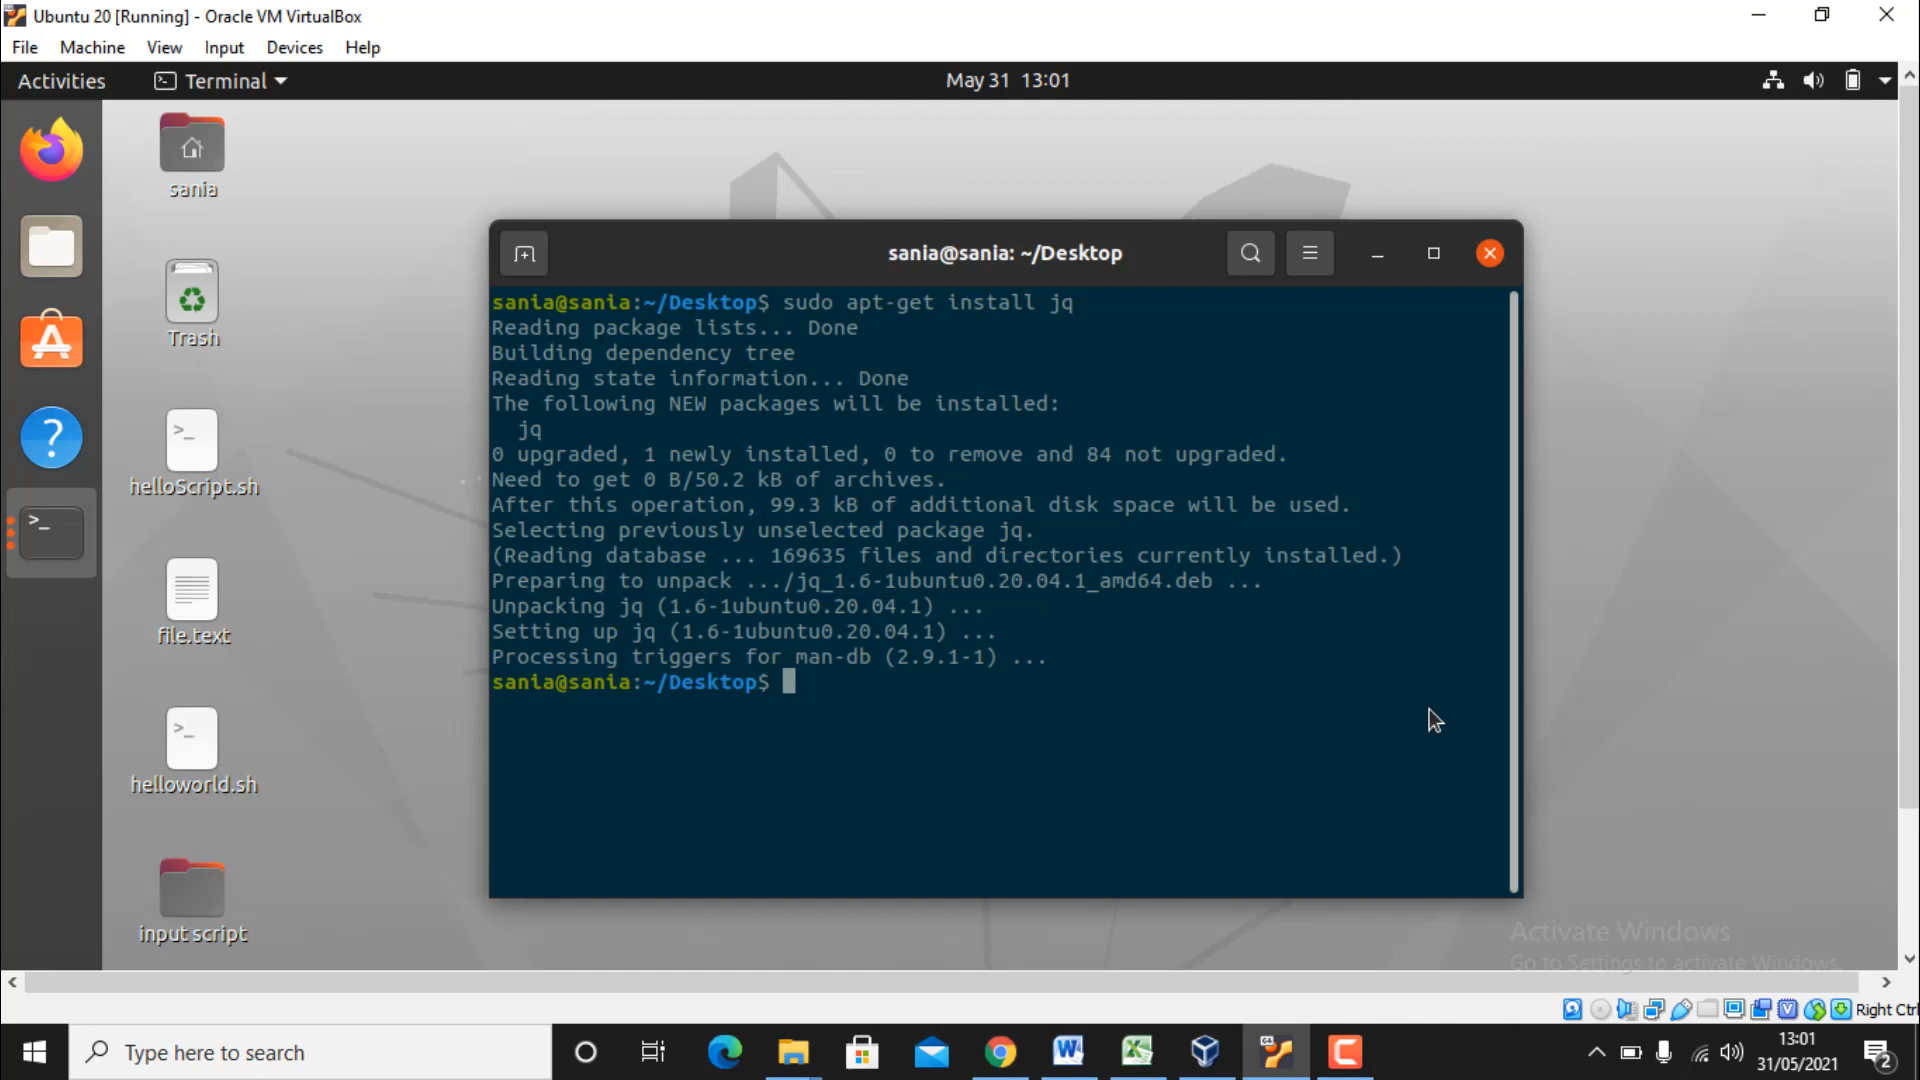 Ubuntu 20 [Running] - Oracle VM VirtualBox
File Machine View Input Devices Help
Activities Terminal May 31 13:01
sania
Trash
helloScript.sh
file.text
helloworld.sh
input script
sania@sania: ~/Desktop
sania@sania:~/Desktop$ sudo apt-get install jq
Reading package lists... Done
Building dependency tree
Reading state information... Done
The following NEW packages will be installed:
jq
0 upgraded, 1 newly installed, 0 to remove and 84 not upgraded.
Need to get 0 B/50.2 kB of archives.
After this operation, 99.3 kB of additional disk space will be used.
Selecting previously unselected package jq.
(Reading database ... 169635 files and directories currently installed.)
Preparing to unpack .../jq_1.6-1ubuntu0.20.04.1_amd64.deb ...
Unpacking jq (1.6-1ubuntu0.20.04.1) ...
Setting up jq (1.6-1ubuntu0.20.04.1) ...
Processing triggers for man-db (2.9.1-1) ...
sania@sania:~/Desktop$
Activate Windows
Go to Settings to activate Windows.
Right Ctrl
Type here to search
13:01
31/05/2021
2